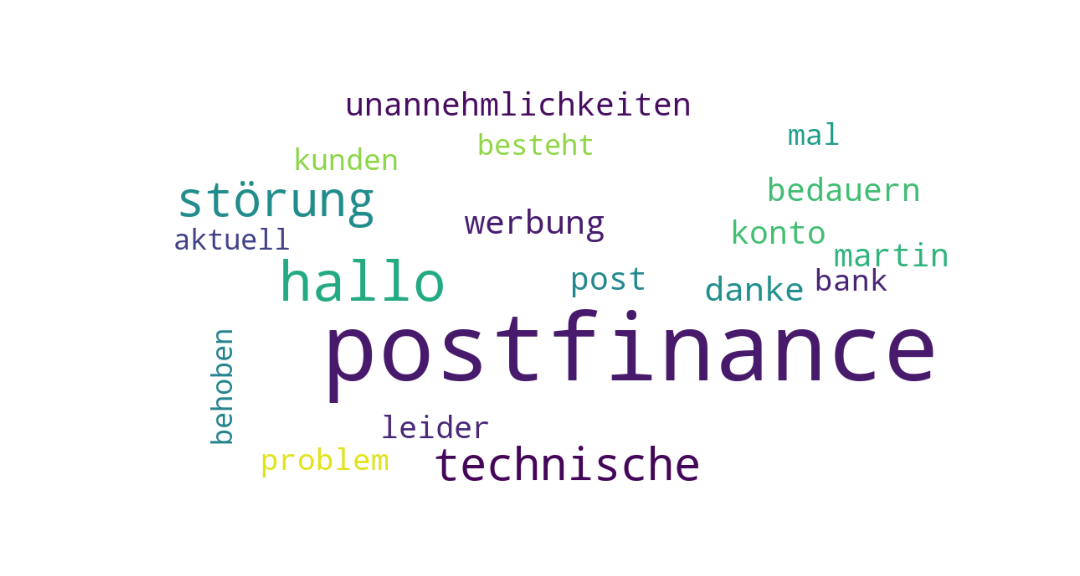 unannehmlichkeiten
mal
besteht
kunden
bedauern
störung
werbung
konto
aktuell
martin
hallo
post
danke
bank
postfinance
behoben
leider
problem
technische